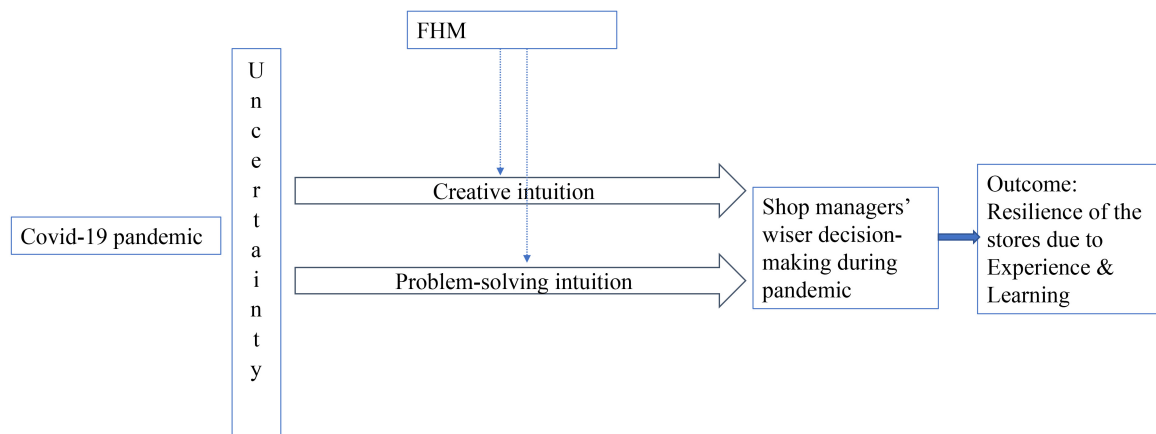 FHM
Uncertainty
Creative intuition
Covid-19 pandemic
Problem-solving intuition
Shop managers'
wiser decision-
making during
pandemic
Outcome:
Resilience of the
stores due to
Experience &
Learning